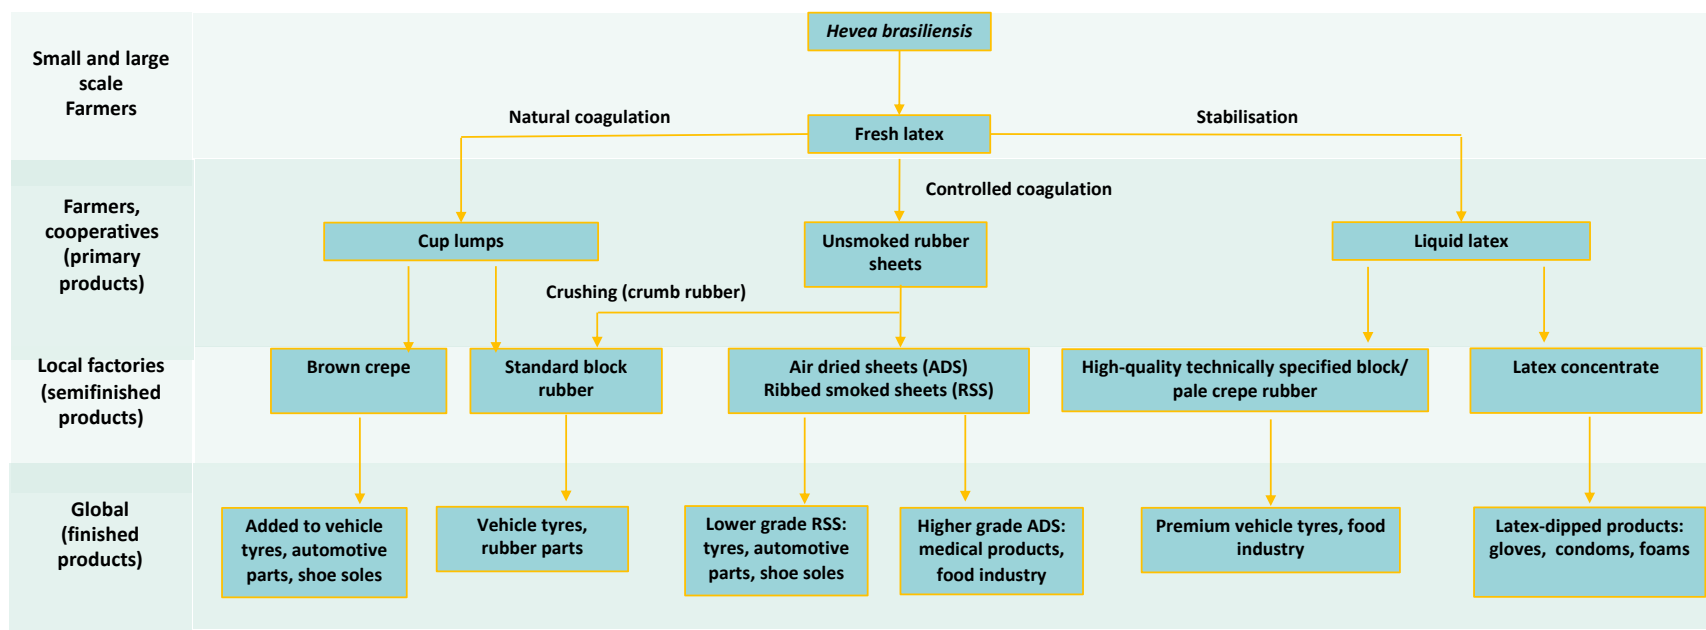 Hevea brasiliensis
Small and large
scale
Farmers
Natural coagulation
Stabilisation
Fresh latex
Controlled coagulation
Farmers,
cooperatives
(primary
products)
Cup lumps
Unsmoked rubber
sheets
Liquid latex
Crushing (crumb rubber)
Local factories
(semifinished
products)
Brown crepe
Standard block
rubber
Air dried sheets (ADS)
Ribbed smoked sheets (RSS)
High-quality technically specified block/
pale crepe rubber
Latex concentrate
Global
(finished
products)
Added to vehicle
tyres, automotive
parts, shoe soles
Vehicle tyres,
rubber parts
Lower grade RSS:
tyres, automotive
parts, shoe soles
Higher grade ADS:
medical products,
food industry
Premium vehicle tyres, food
industry
Latex-dipped products:
gloves, condoms, foams